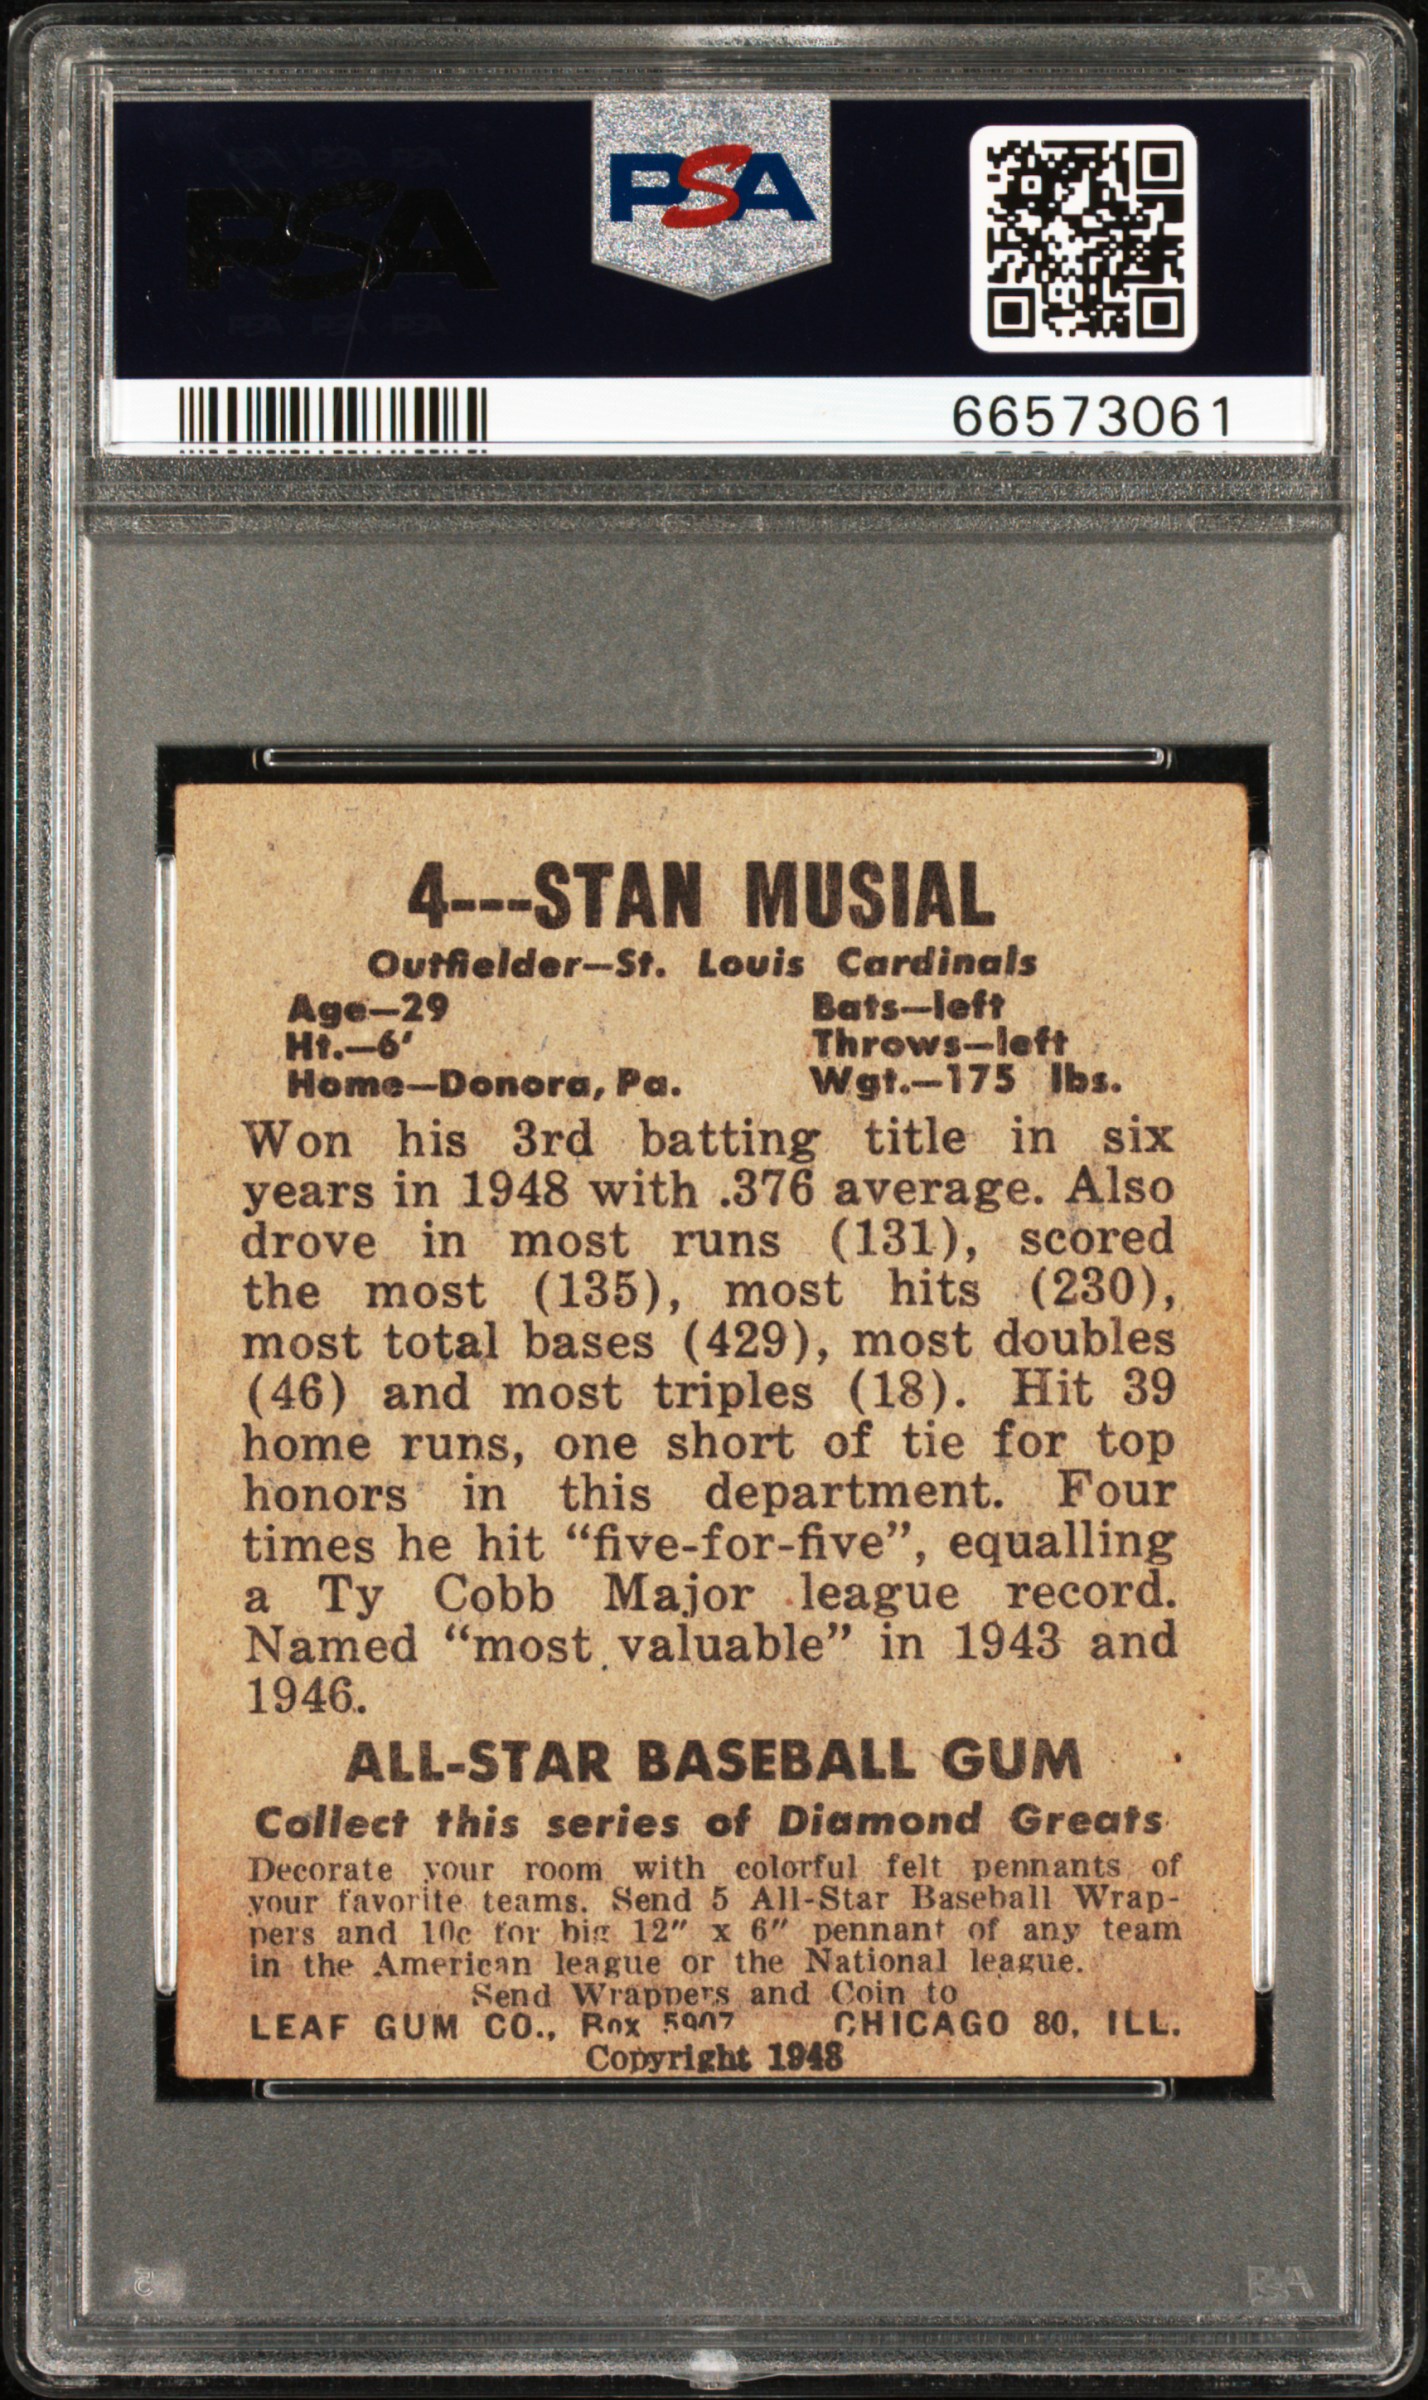 PSA
PSA
66573061
4---STAN MUSIAL
Outfielder—St. Louis Cardinals
Age—29 Bats—left
Ht.—6' Throws—left
Home—Donora, Pa. Wgt.—175 lbs.
Won his 3rd batting title in six
years in 1948 with .376 average. Also
drove in most runs (131), scored
the most (135), most hits (230),
most total bases (429), most doubles
(46) and most triples (18). Hit 39
home runs, one short of tie for top
honors in this department. Four
times he hit “five-for-five”, equalling
a Ty Cobb Major league record.
Named “most valuable” in 1943 and
1946.
ALL-STAR BASEBALL GUM
Collect this series of Diamond Greats
Decorate your room with colorful felt pennants of
your favorite teams. Send 5 All-Star Baseball Wrap-
pers and 10c for big 12" x 6" pennant of any team
in the American league or the National league.
Send Wrappers and Coin to
LEAF GUM CO., Box 5907 CHICAGO 80, ILL.
Copyright 1948
PSA